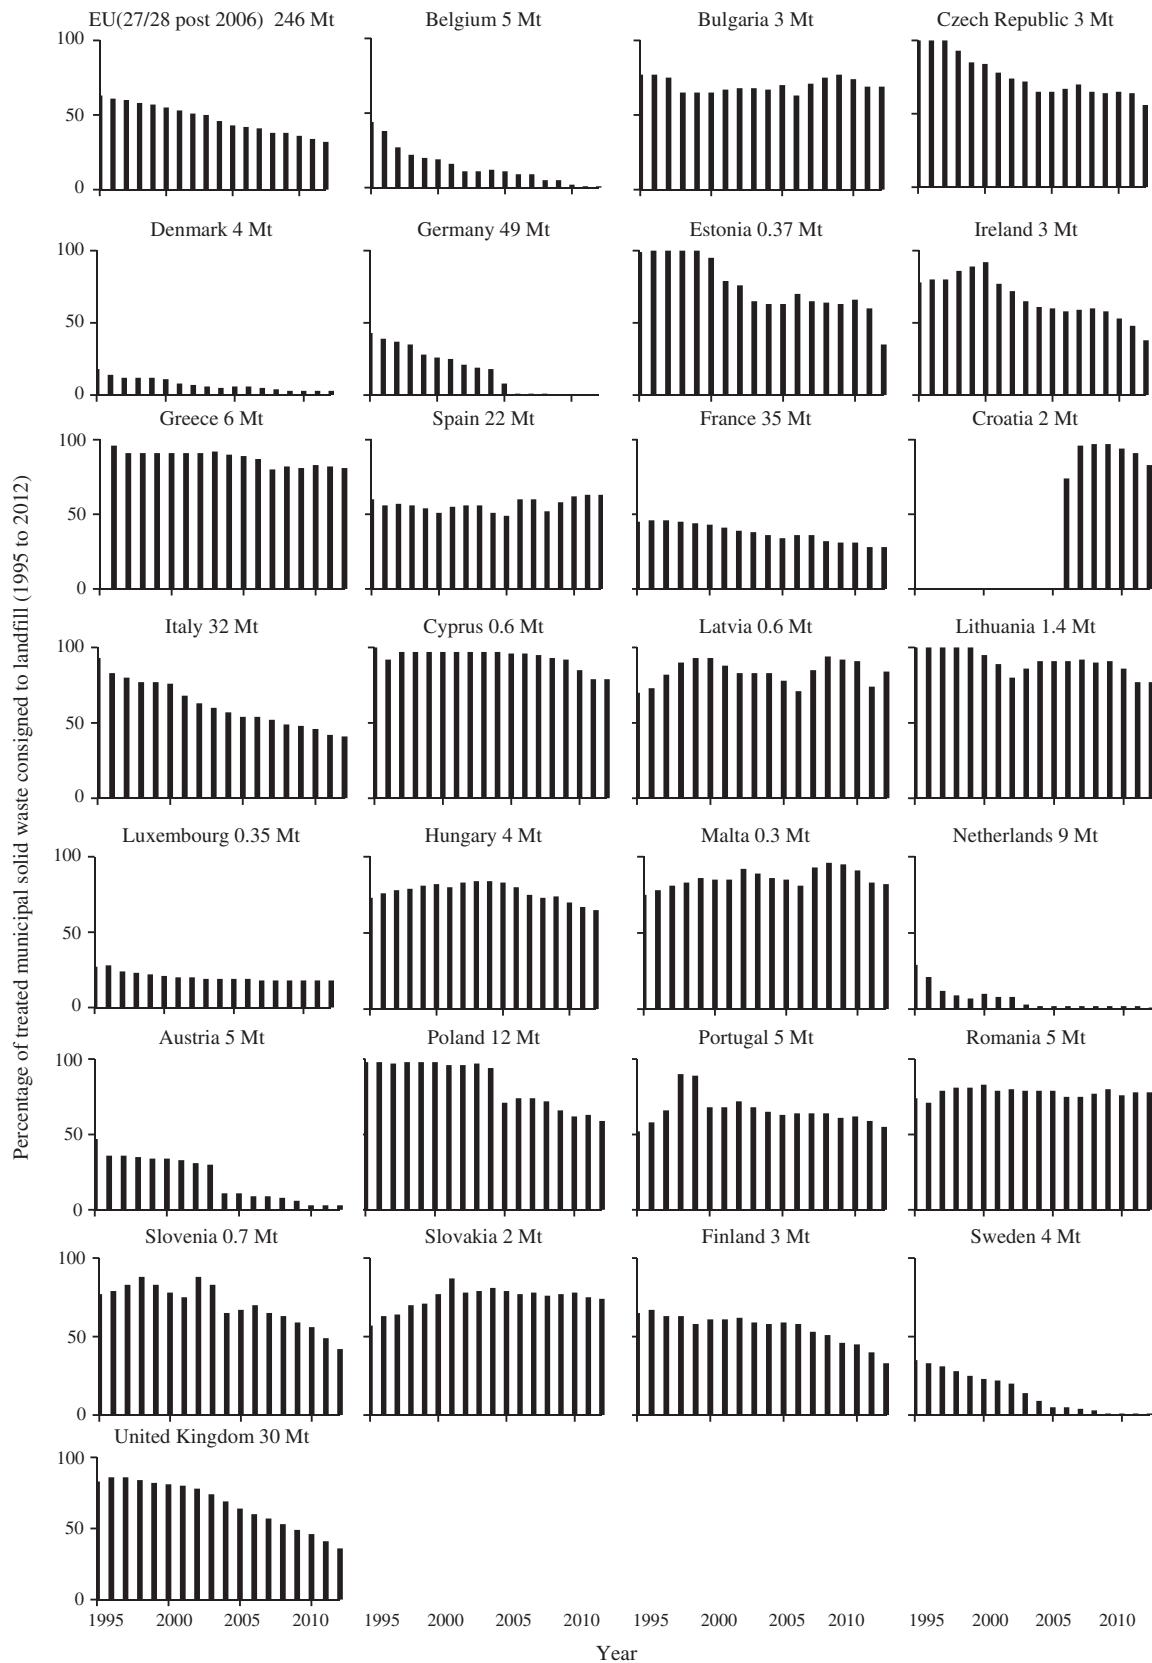 EU(27/28 post 2006) 246 Mt
Belgium 5 Mt
Bulgaria 3 Mt
Czech Republic 3 Mt
100
50
0
Denmark 4 Mt
Germany 49 Mt
Estonia 0.37 Mt
Ireland 3 Mt
100
50
0
Greece 6 Mt
Spain 22 Mt
France 35 Mt
Croatia 2 Mt
100
50
0
Italy 32 Mt
Cyprus 0.6 Mt
Latvia 0.6 Mt
Lithuania 1.4 Mt
100
50
0
Luxembourg 0.35 Mt
Hungary 4 Mt
Malta 0.3 Mt
Netherlands 9 Mt
100
50
0
Austria 5 Mt
Poland 12 Mt
Portugal 5 Mt
Romania 5 Mt
100
50
0
Slovenia 0.7 Mt
Slovakia 2 Mt
Finland 3 Mt
Sweden 4 Mt
100
50
0
United Kingdom 30 Mt
100
50
0
1995 2000 2005 2010
1995 2000 2005 2010
1995 2000 2005 2010
1995 2000 2005 2010
Year
Percentage of treated municipal solid waste consigned to landfill (1995 to 2012)